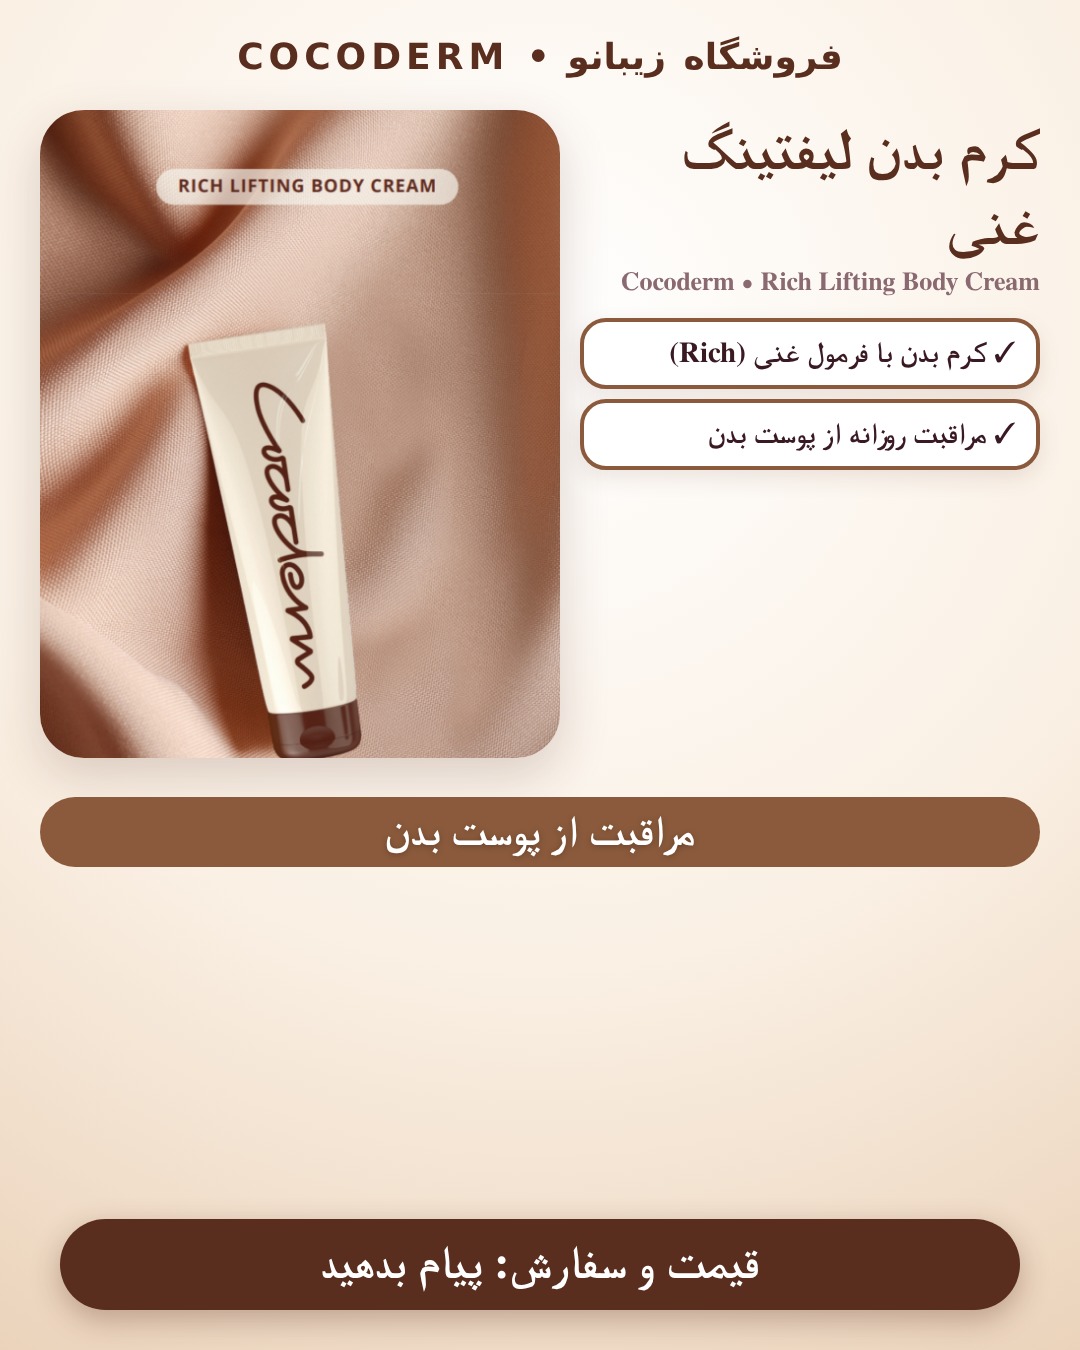 فروشگاه زیبانو • COCODERM
RICH LIFTING BODY CREAM
Cocoderm
کرم بدن لیفتینگ
غنی
Cocoderm • Rich Lifting Body Cream
✓ کرم بدن با فرمول غنی (Rich)
✓ مراقبت روزانه از پوست بدن
مراقبت از پوست بدن
قیمت و سفارش: پیام بدهید